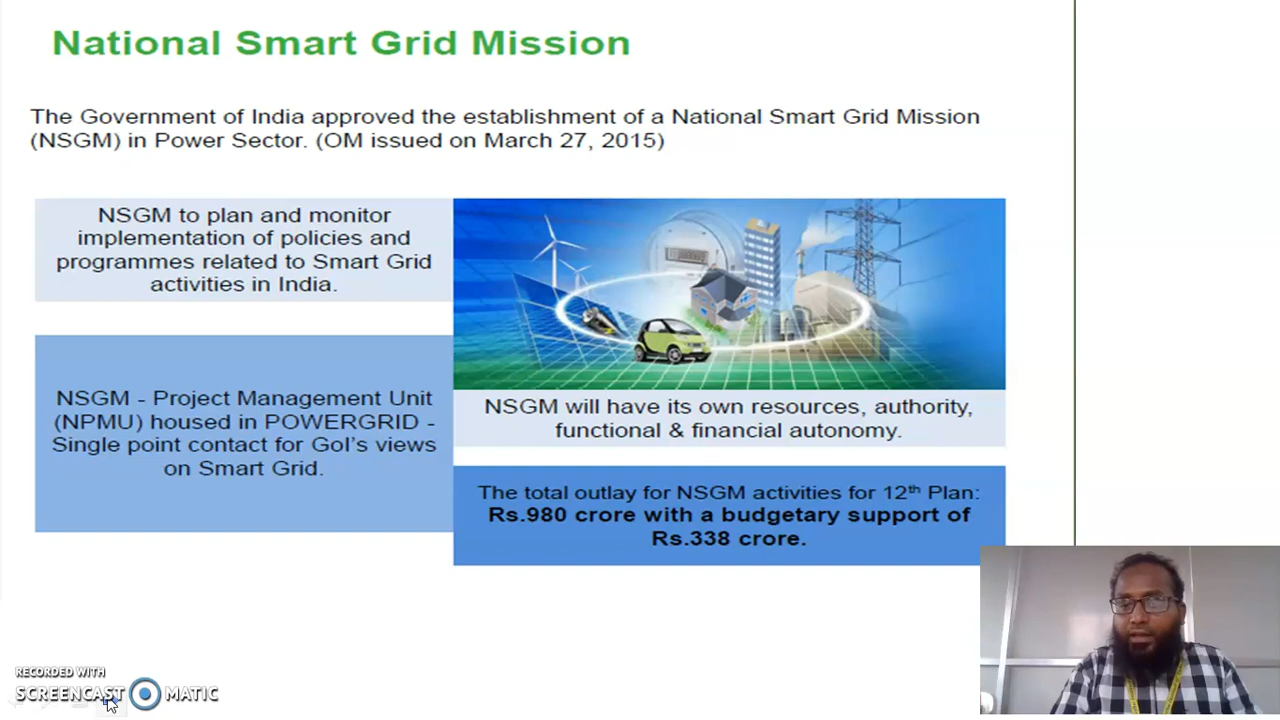 National Smart Grid Mission
The Government of India approved the establishment of a National Smart Grid Mission
(NSGM) in Power Sector. (OM issued on March 27, 2015)
NSGM to plan and monitor
implementation of policies and
programmes related to Smart Grid
activities in India.
NSGM - Project Management Unit
(NPMU) housed in POWERGRID -
Single point contact for GoI's views
on Smart Grid.
NSGM will have its own resources, authority,
functional & financial autonomy.
The total outlay for NSGM activities for 12th Plan:
Rs.980 crore with a budgetary support of
Rs.338 crore.
RECORDED WITH
SCREENCAST MATIC